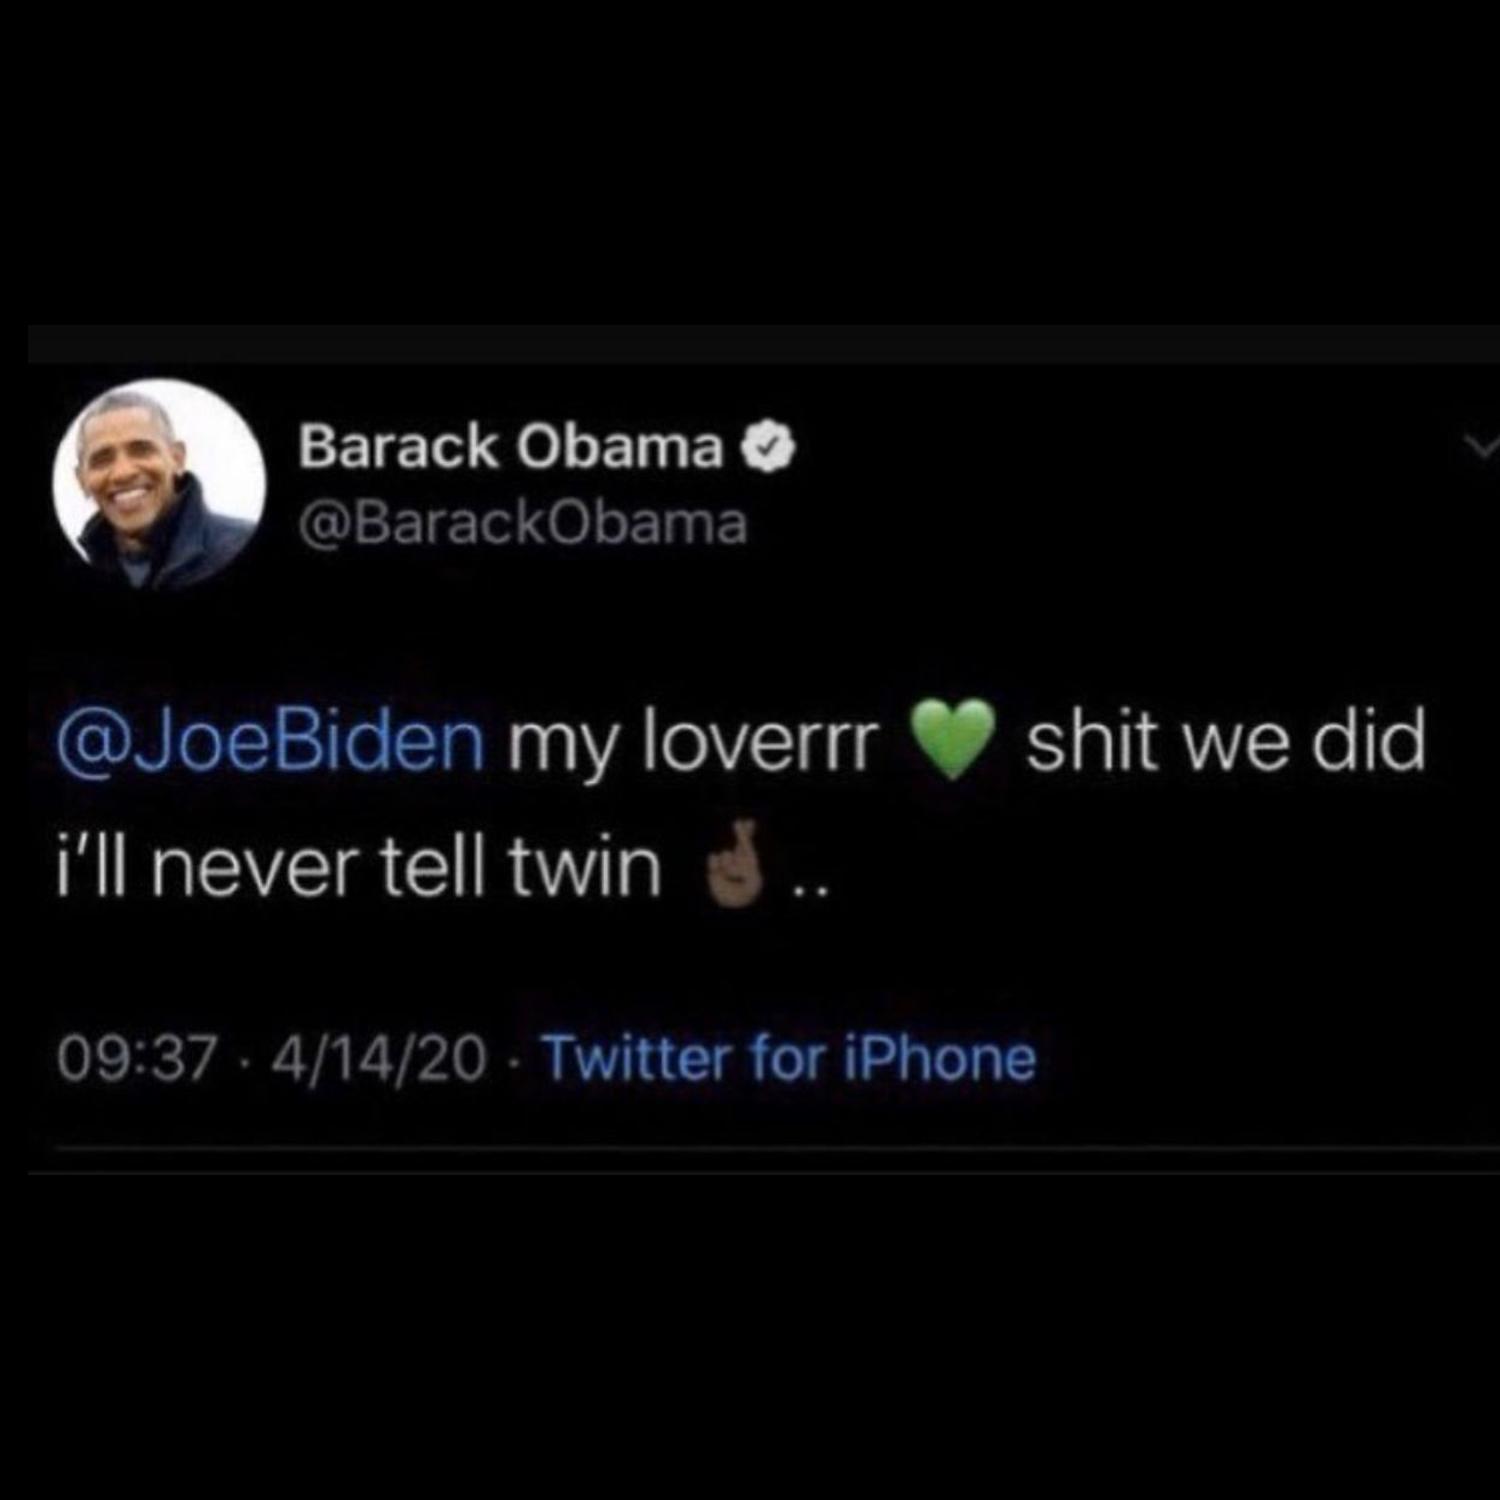 Barack Obama
@BarackObama
@JoeBiden my loverrr 💚 shit we did
i'll never tell twin 🤞🏾..
09:37 · 4/14/20 · Twitter for iPhone